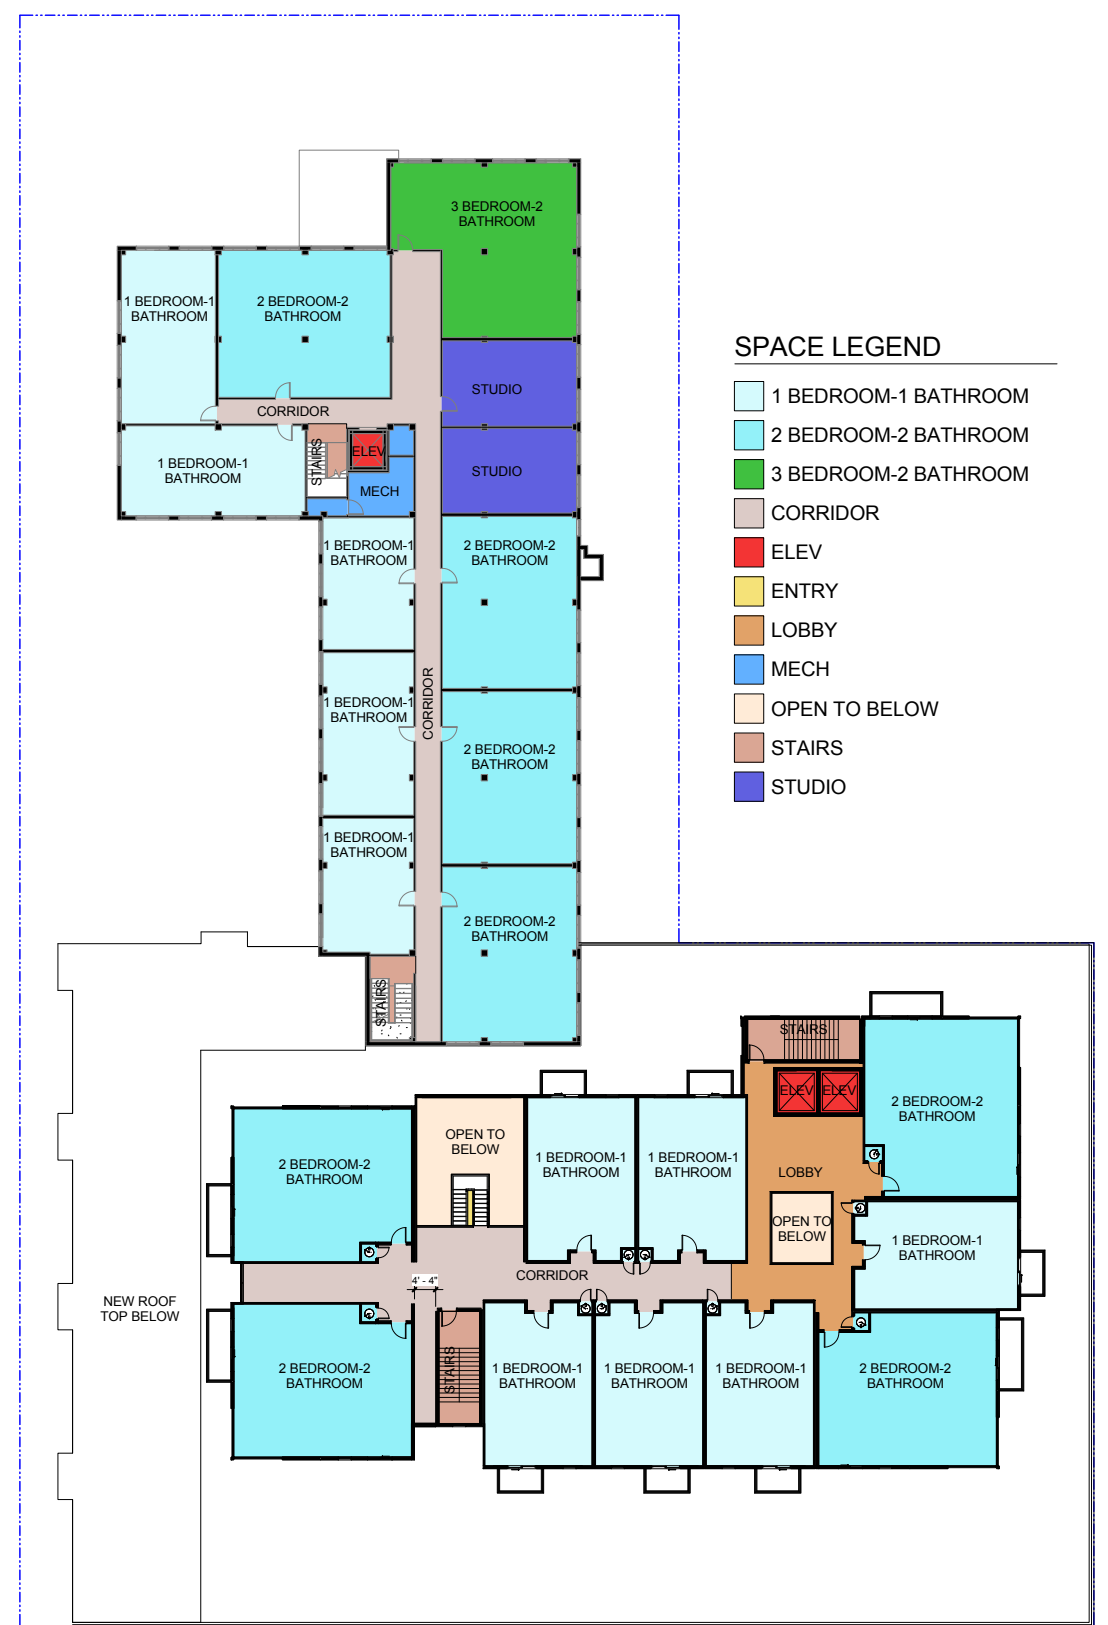 3 BEDROOM-2
BATHROOM
1 BEDROOM-1
BATHROOM
2 BEDROOM-2
BATHROOM
STUDIO
CORRIDOR
STAIRS
ELEV
1 BEDROOM-1
BATHROOM
STUDIO
MECH
1 BEDROOM-1
BATHROOM
2 BEDROOM-2
BATHROOM
CORRIDOR
1 BEDROOM-1
BATHROOM
2 BEDROOM-2
BATHROOM
1 BEDROOM-1
BATHROOM
2 BEDROOM-2
BATHROOM
STAIRS
SPACE LEGEND
1 BEDROOM-1 BATHROOM
2 BEDROOM-2 BATHROOM
3 BEDROOM-2 BATHROOM
CORRIDOR
ELEV
ENTRY
LOBBY
MECH
OPEN TO BELOW
STAIRS
STUDIO
STAIRS
ELEV
ELEV
2 BEDROOM-2
BATHROOM
OPEN TO
BELOW
2 BEDROOM-2
BATHROOM
1 BEDROOM-1
BATHROOM
1 BEDROOM-1
BATHROOM
LOBBY
OPEN TO
BELOW
1 BEDROOM-1
BATHROOM
CORRIDOR
4' - 4"
NEW ROOF
TOP BELOW
2 BEDROOM-2
BATHROOM
STAIRS
1 BEDROOM-1
BATHROOM
1 BEDROOM-1
BATHROOM
1 BEDROOM-1
BATHROOM
2 BEDROOM-2
BATHROOM